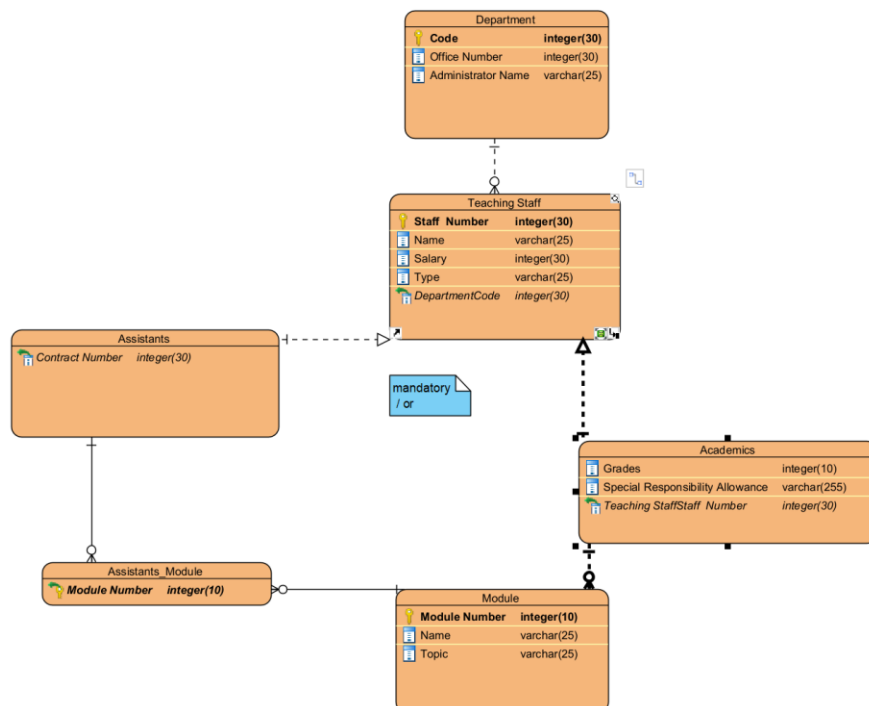 Department
Code integer(30)
Office Number integer(30)
Administrator Name varchar(25)
Teaching Staff
Staff Number integer(30)
Name varchar(25)
Salary integer(30)
Type varchar(25)
DepartmentCode integer(30)
Assistants
Contract Number integer(30)
mandatory
/ or
Academics
Grades integer(10)
Special Responsibility Allowance varchar(255)
Teaching StaffStaff Number integer(30)
Assistants_Module
Module Number integer(10)
Module
Module Number integer(10)
Name varchar(25)
Topic varchar(25)